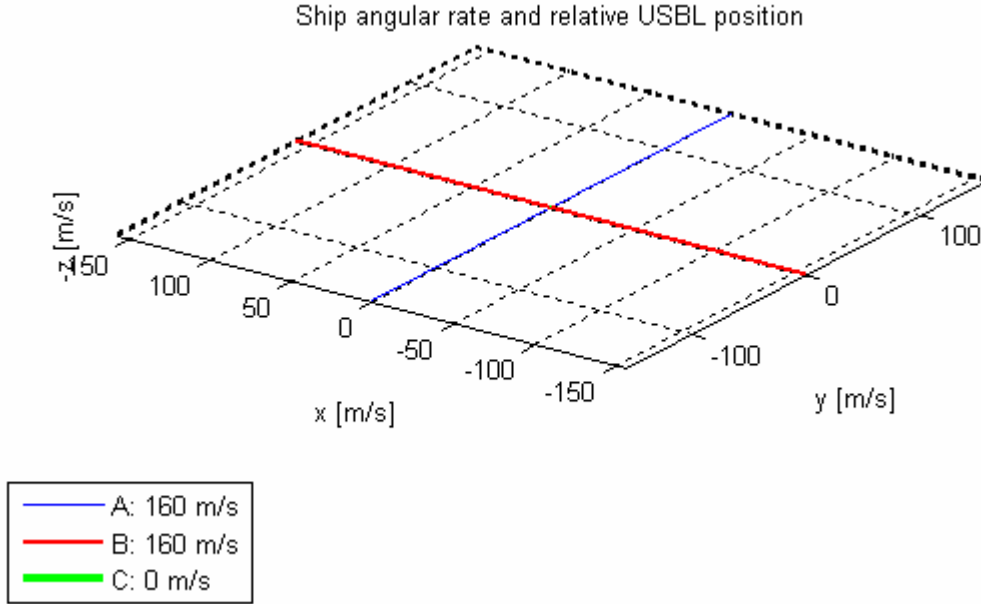 Ship angular rate and relative USBL position
-z [m/s]
150
100
50
0
-50
-100
-150
x [m/s]
100
0
-100
y [m/s]
A: 160 m/s
B: 160 m/s
C: 0 m/s